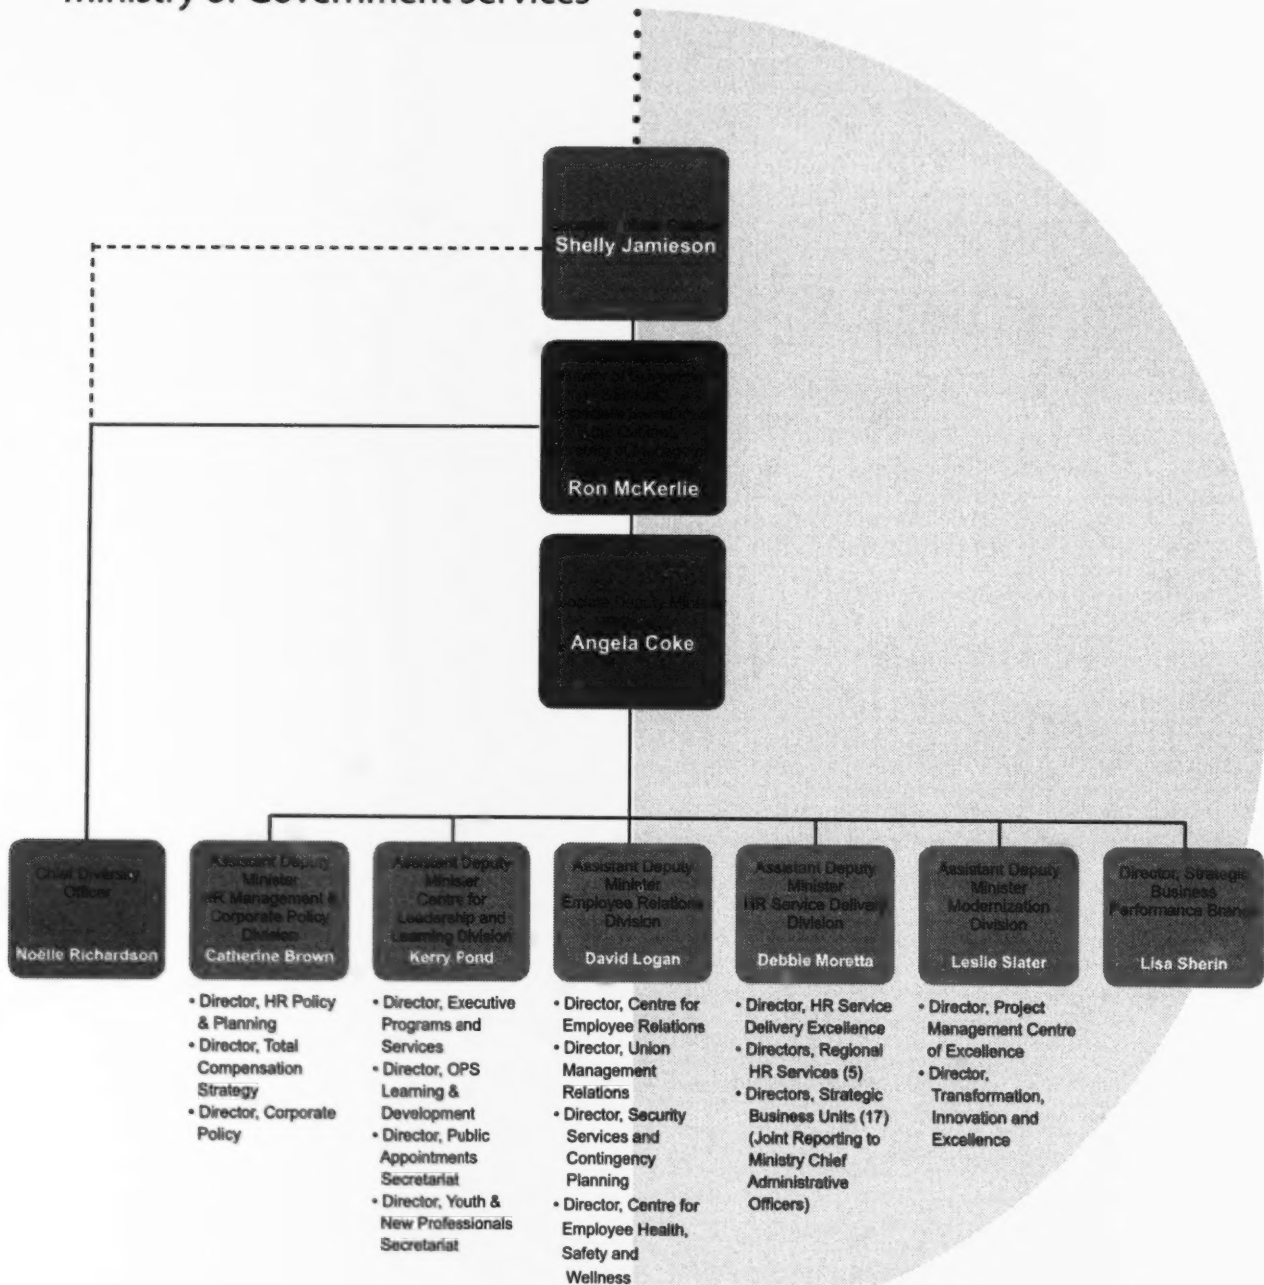 Ministry of Government Services
Shelly Jamieson
Ron McKerlie
Associate Deputy Minister
Angela Coke
Chief Diversity
Officer
Noëlle Richardson
Assistant Deputy
Minister
HR Management &
Corporate Policy
Division
Catherine Brown
• Director, HR Policy
& Planning
• Director, Total
Compensation
Strategy
• Director, Corporate
Policy
Assistant Deputy
Minister
Centre for
Leadership and
Learning Division
Kerry Pond
• Director, Executive
Programs and
Services
• Director, OPS
Learning &
Development
• Director, Public
Appointments
Secretariat
• Director, Youth &
New Professionals
Secretariat
Assistant Deputy
Minister
Employee Relations
Division
David Logan
• Director, Centre for
Employee Relations
• Director, Union
Management
Relations
• Director, Security
Services and
Contingency
Planning
• Director, Centre for
Employee Health,
Safety and
Wellness
Assistant Deputy
Minister
HR Service Delivery
Division
Debbie Moretta
• Director, HR Service
Delivery Excellence
• Directors, Regional
HR Services (5)
• Directors, Strategic
Business Units (17)
(Joint Reporting to
Ministry Chief
Administrative
Officers)
Assistant Deputy
Minister
Modernization
Division
Leslie Slater
• Director, Project
Management Centre
of Excellence
• Director,
Transformation,
Innovation and
Excellence
Director, Strategic
Business
Performance Branch
Lisa Sherin